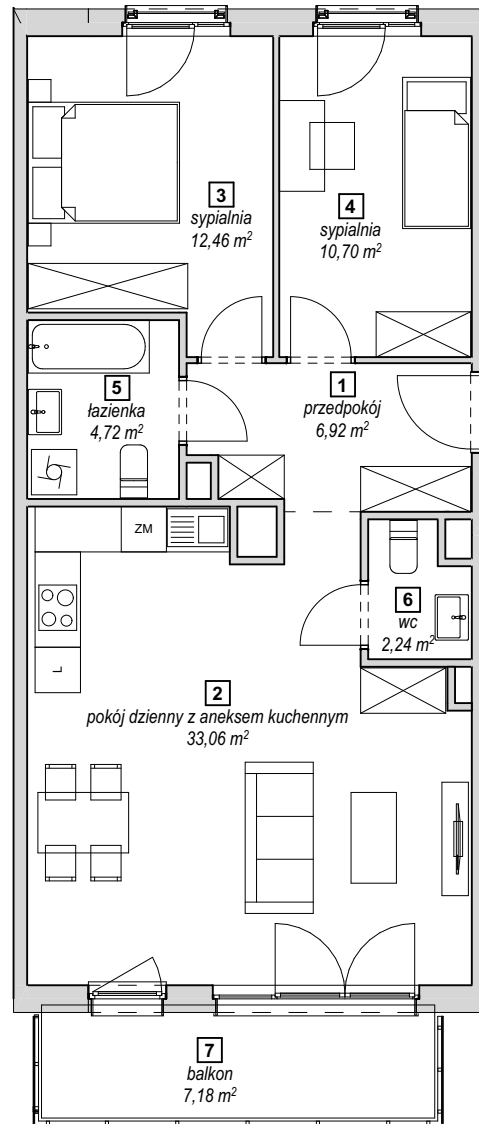 3
sypialnia
12,46 m²
4
sypialnia
10,70 m²
5
łazienka
4,72 m²
1
przedpokój
6,92 m²
ZM
6
wc
2,24 m²
L
2
pokój dzienny z aneksem kuchennym
33,06 m²
7
balkon
7,18 m²